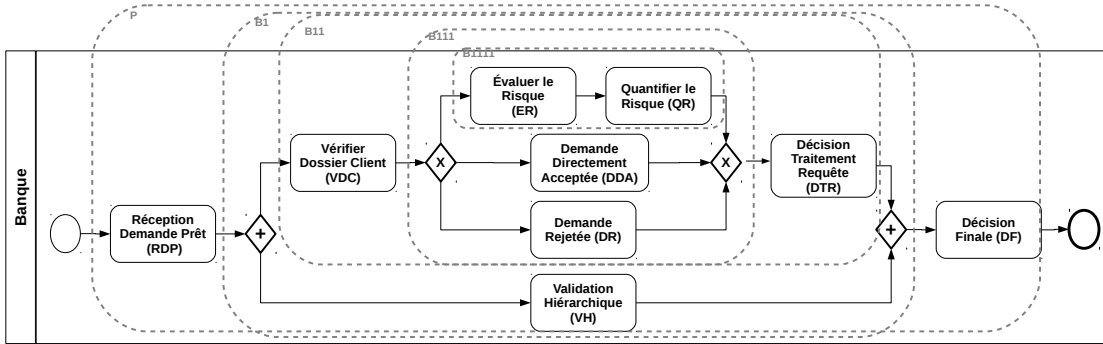 P
B1
B11
B111
B1111
Banque
Réception
Demande Prêt
(RDP)
+
Vérifier
Dossier Client
(VDC)
X
Évaluer le
Risque
(ER)
Quantifier le
Risque (QR)
Demande
Directement
Acceptée (DDA)
Demande
Rejetée (DR)
X
Décision
Traitement
Requête
(DTR)
Validation
Hiérarchique
(VH)
+
Décision
Finale (DF)